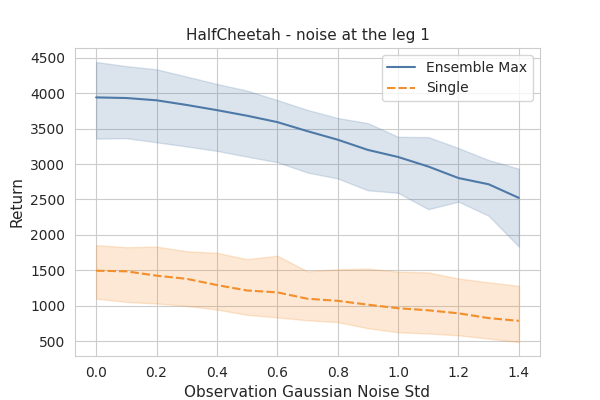 HalfCheetah - noise at the leg 1
Ensemble Max
Single
Return
4500
4000
3500
3000
2500
2000
1500
1000
500
0.0 0.2 0.4 0.6 0.8 1.0 1.2 1.4
Observation Gaussian Noise Std